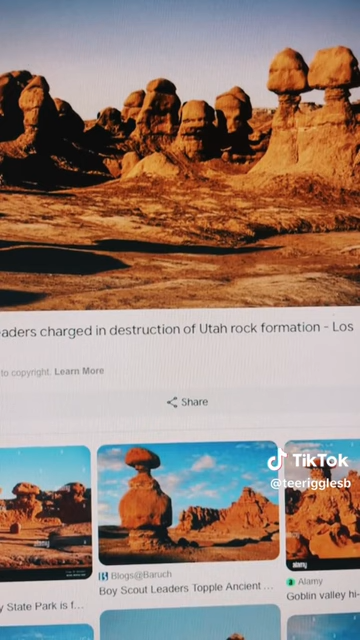 eaders charged in destruction of Utah rock formation - Los
to copyright. Learn More
Share
TikTok
@teerigglesb
alamy
Blogs@Baruch
Boy Scout Leaders Topple Ancient ...
a Alamy
y State Park is f...
Goblin valley hi-